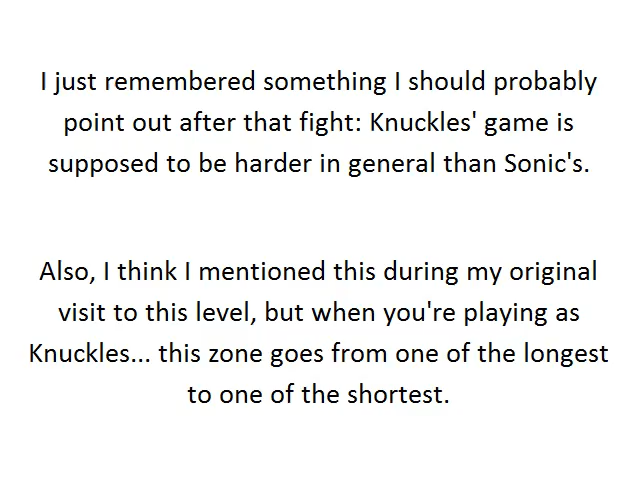 I just remembered something I should probably
point out after that fight: Knuckles' game is
supposed to be harder in general than Sonic's.
Also, I think I mentioned this during my original
visit to this level, but when you're playing as
Knuckles... this zone goes from one of the longest
to one of the shortest.